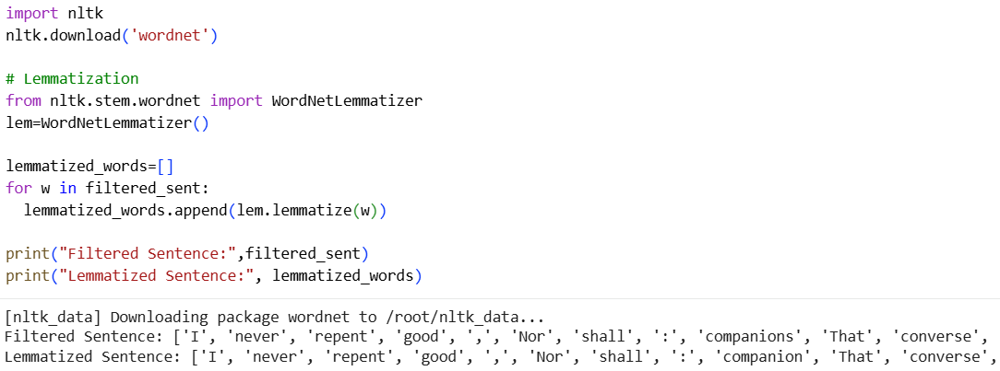 import nltk
nltk.download('wordnet')
# Lemmatization
from nltk.stem.wordnet import WordNetLemmatizer
lem=WordNetLemmatizer()
lemmatized_words=[]
for w in filtered_sent:
  lemmatized_words.append(lem.lemmatize(w))
print("Filtered Sentence:",filtered_sent)
print("Lemmatized Sentence:", lemmatized_words)
[nltk_data] Downloading package wordnet to /root/nltk_data...
Filtered Sentence: ['I', 'never', 'repent', 'good', ',', 'Nor', 'shall', ':', 'companions', 'That', 'converse',
Lemmatized Sentence: ['I', 'never', 'repent', 'good', ',', 'Nor', 'shall', ':', 'companion', 'That', 'converse',